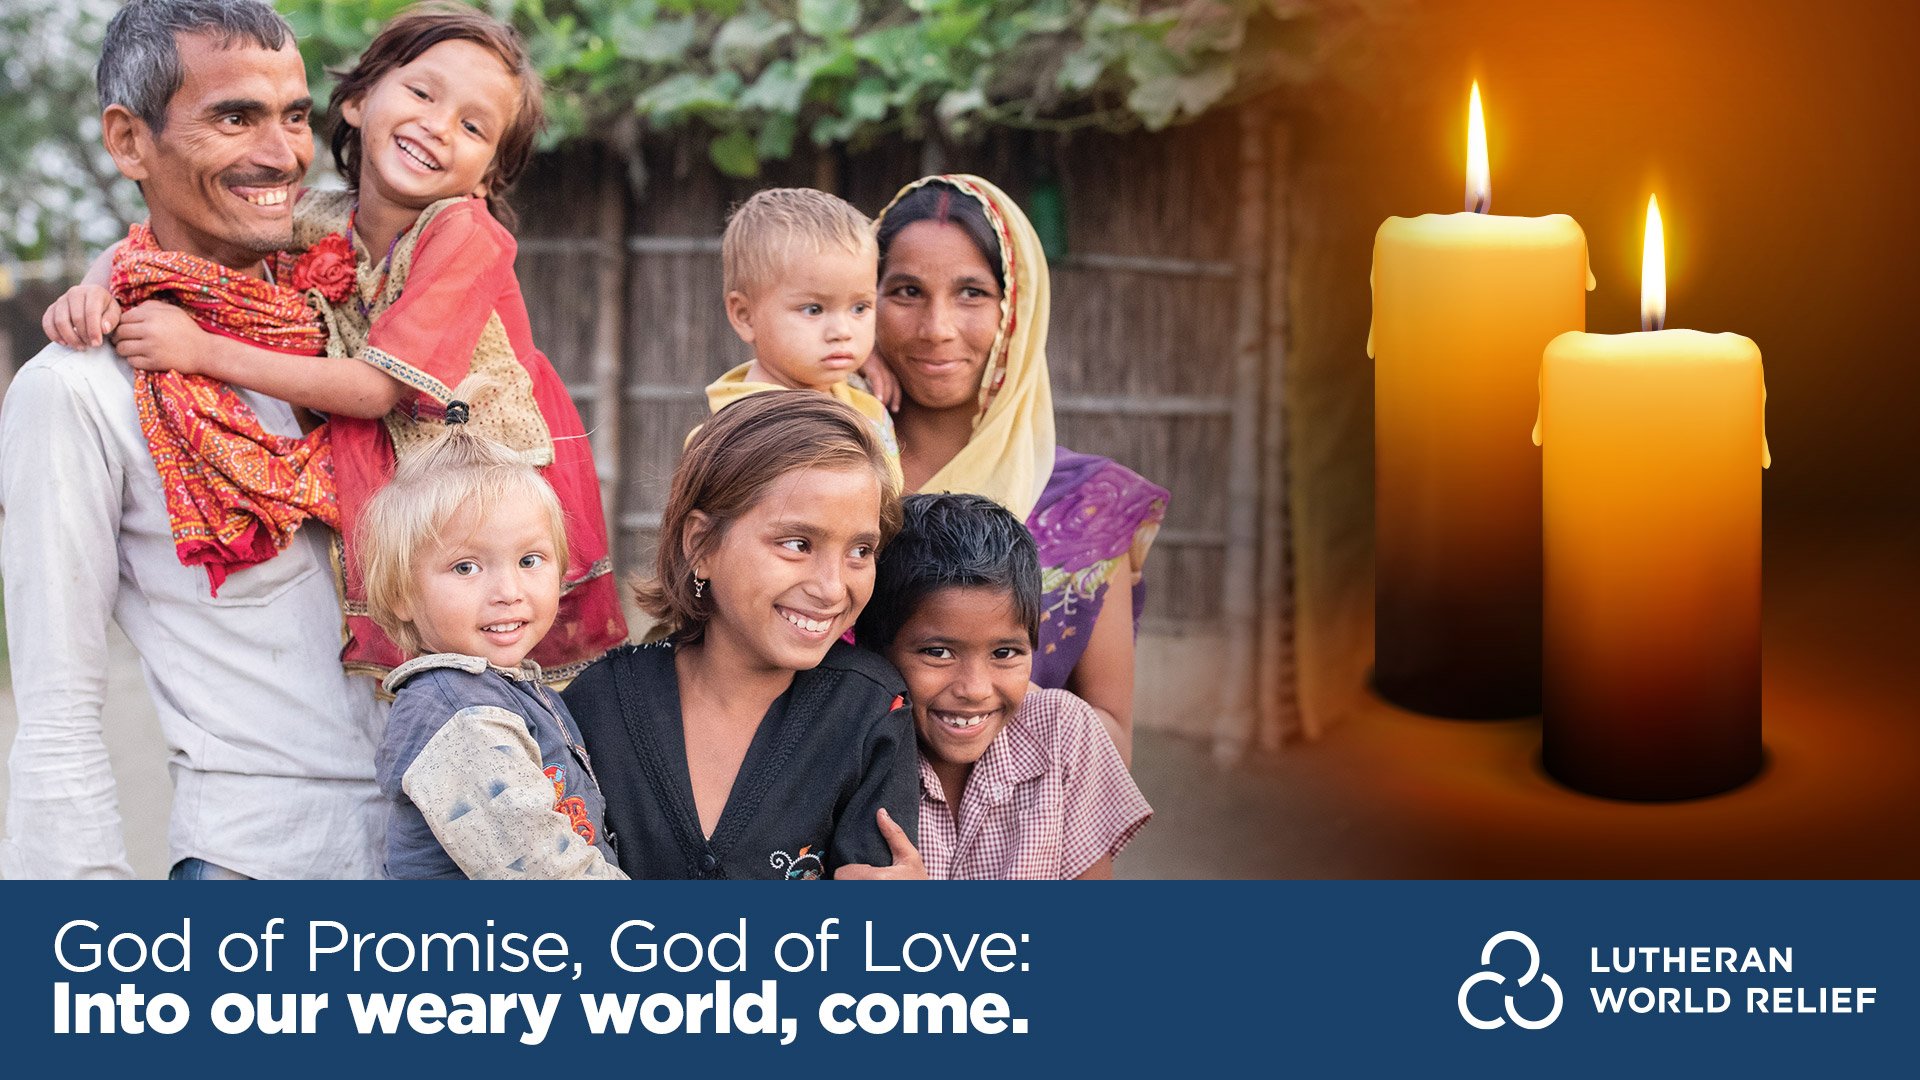 God of Promise, God of Love:
Into our weary world, come.
LUTHERAN
WORLD RELIEF